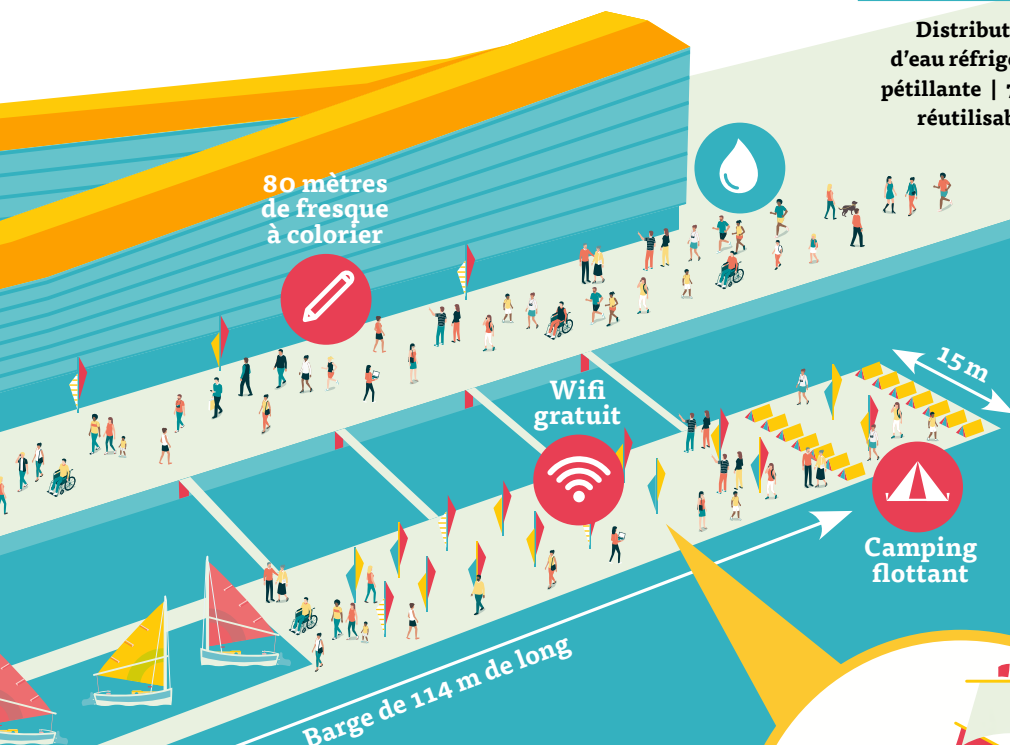 Distribut
d'eau réfrig
pétillante |
réutilisab
80 mètres
de fresque
à colorier
15 m
Wifi
gratuit
Camping
flottant
Barge de 114 m de long